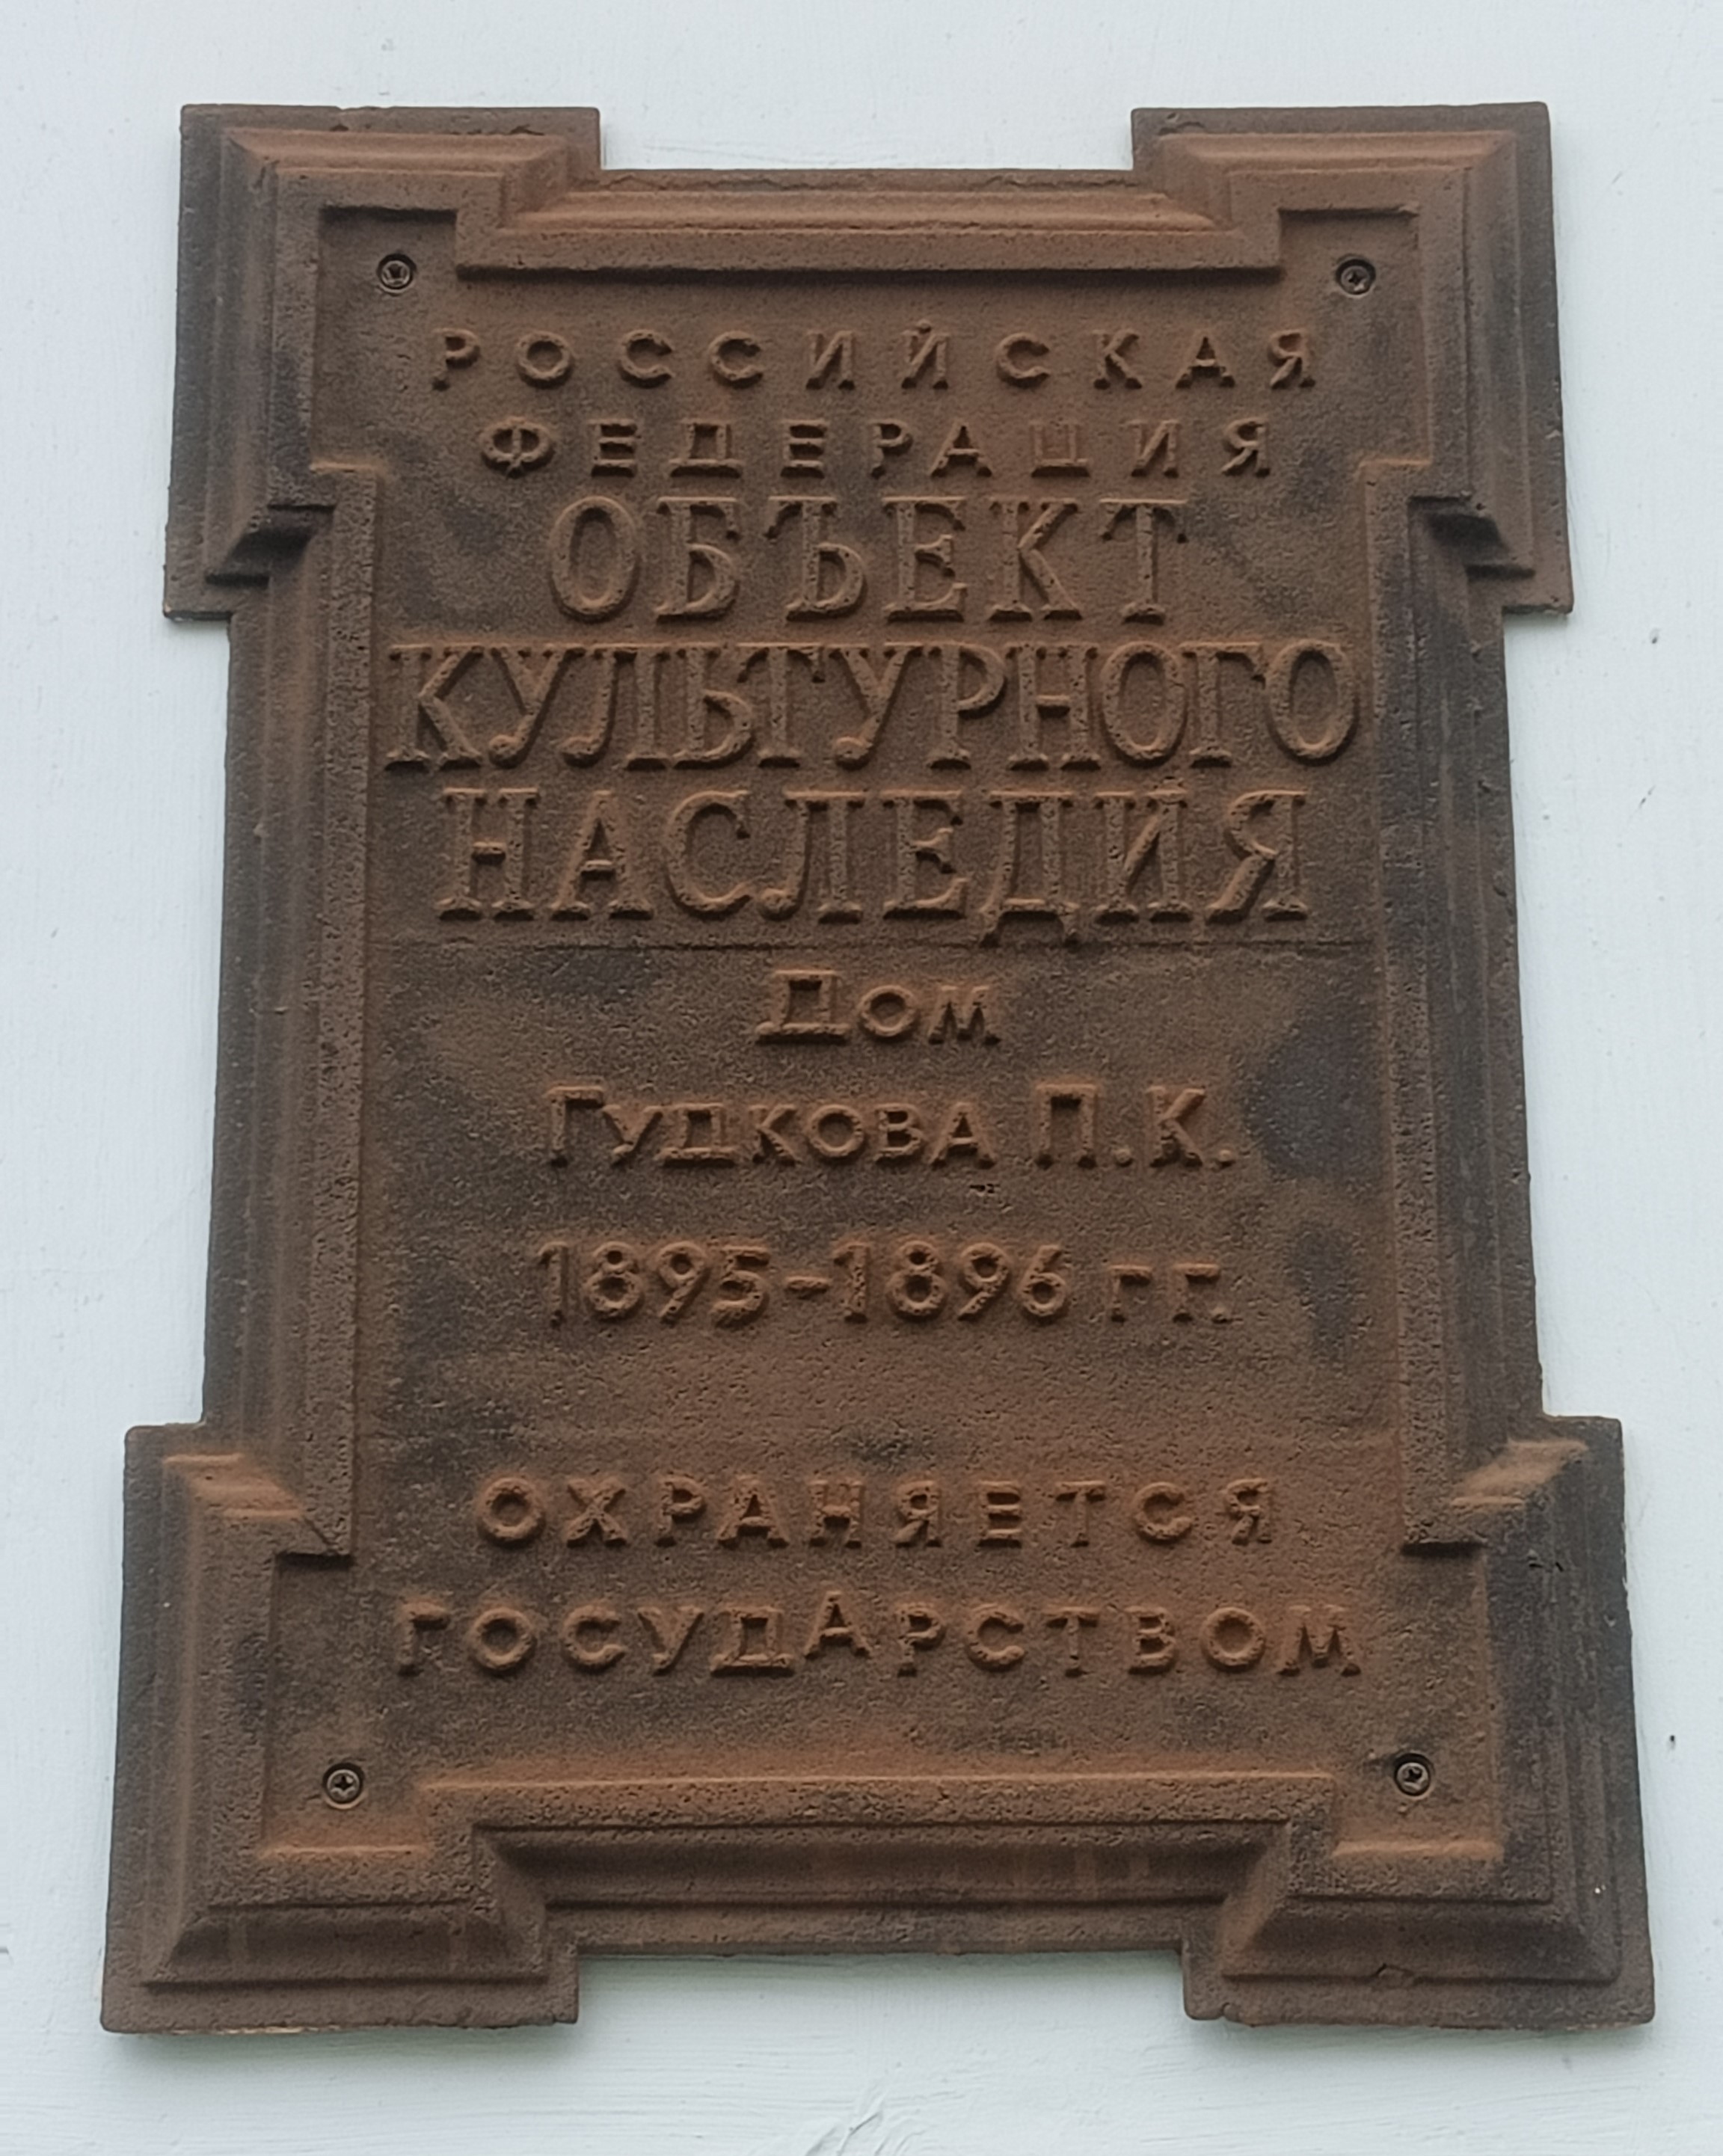 РОССИЙСКАЯ
ФЕДЕРАЦИЯ
ОБЪЕКТ
КУЛЬТУРНОГО
НАСЛЕДИЯ
Дом
Гудкова П.К.
1895-1896 гг.
ОХРАНЯЕТСЯ
ГОСУДАРСТВОМ